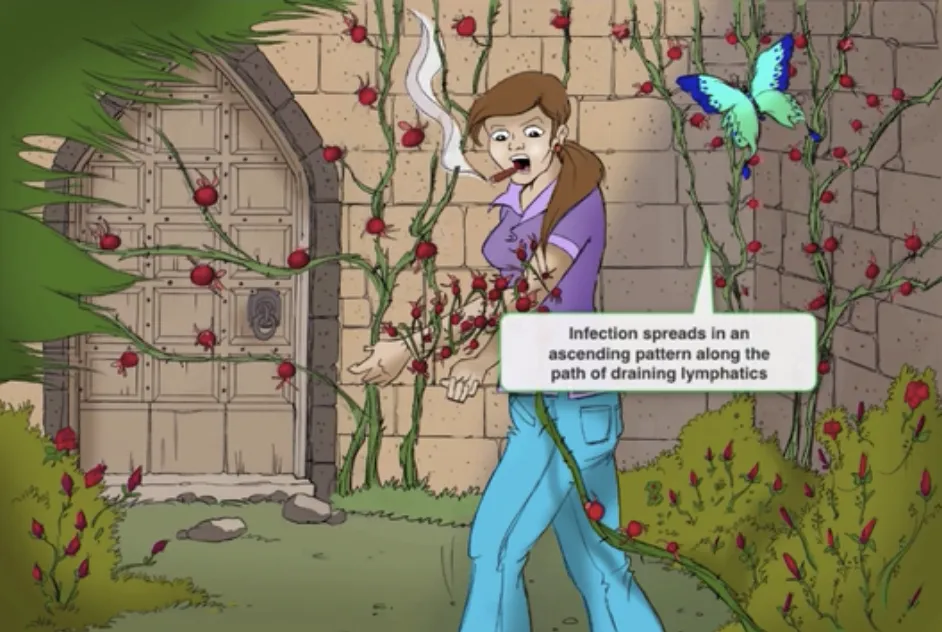 Infection spreads in an
ascending pattern along the
path of draining lymphatics